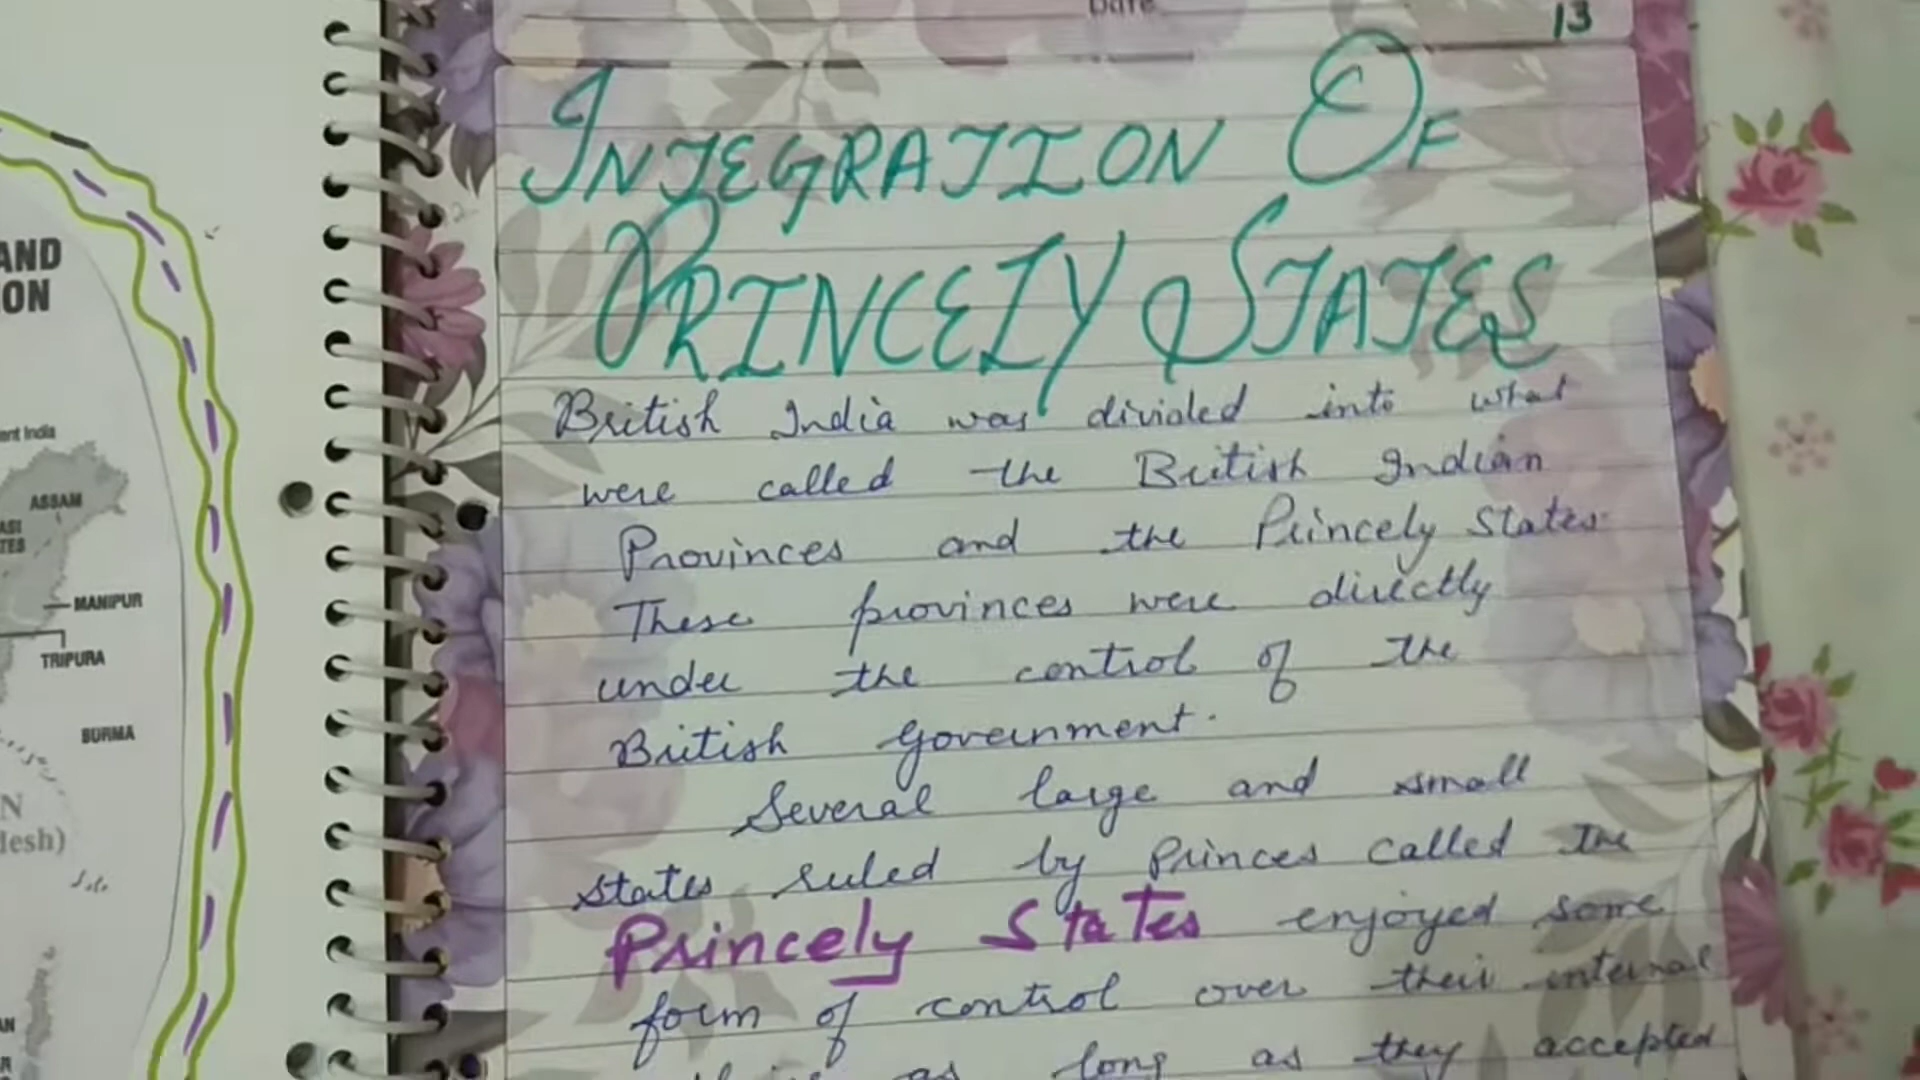 Date
13
INTEGRATION OF
PRINCELY STATES
British India was divided into what
were called the British Indian
Provinces and the Princely States.
These provinces were directly
under the control of the
British Government.
Several large and small
states ruled by Princes called the
Princely States enjoyed some
form of control over their internal
as long as they accepted
AND
ON
ASSAM
MANIPUR
TRIPURA
BURMA